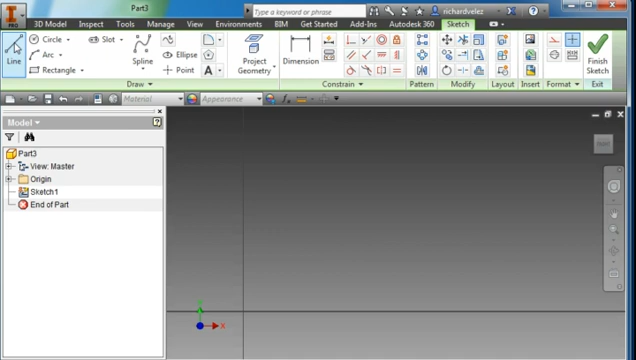 Part3
Type a keyword or phrase
richardvelez
PRO
3D Model
Inspect
Tools
Manage
View
Environments
BIM
Get Started
Add-Ins
Autodesk 360
Sketch
Line
Circle
Arc
Rectangle
Slot
Spline
Ellipse
Point
A
Project
Geometry
Dimension
Finish
Sketch
Draw
Constrain
Pattern
Modify
Layout
Insert
Format
Exit
Material
Appearance
Model
Part3
View: Master
Origin
Sketch1
End of Part
Y
X